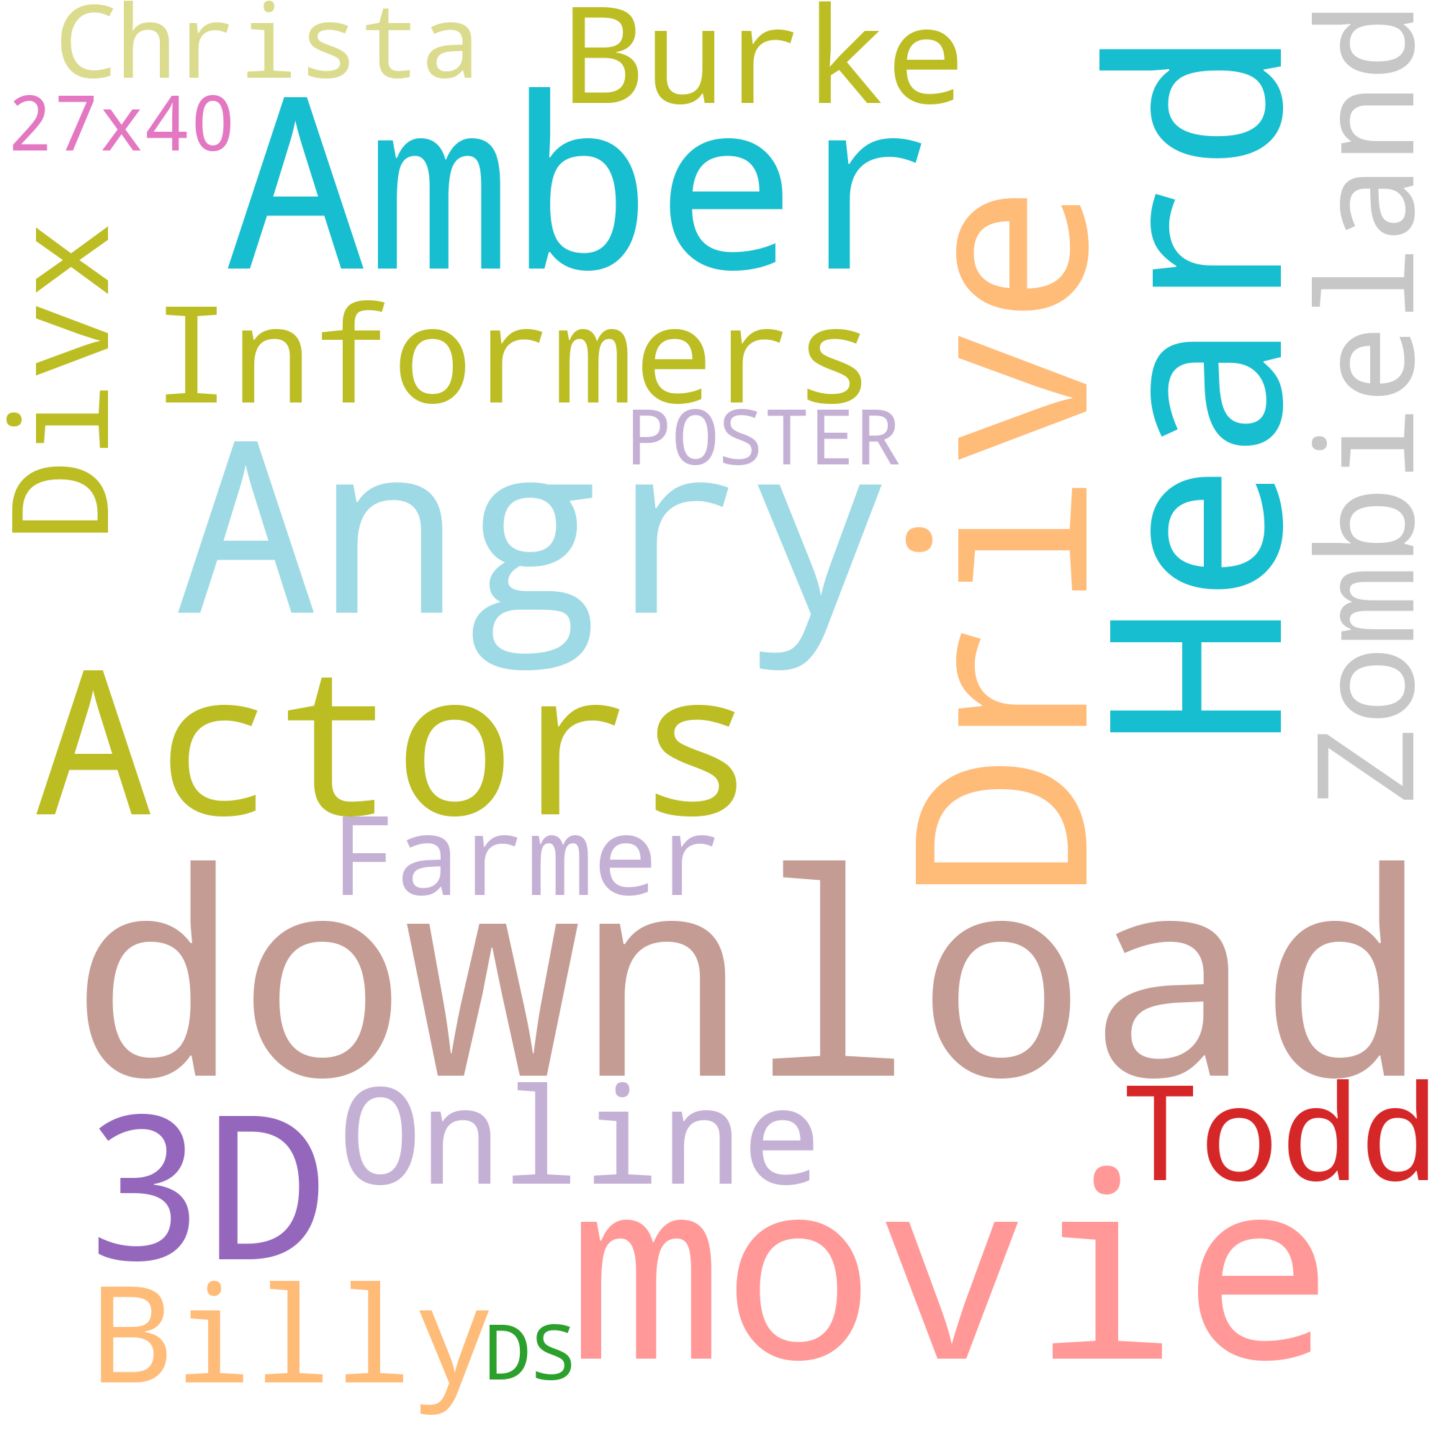 Christa
Burke
27x40
Amber
Heard
Zombieland
Drive
Divx
Informers
POSTER
Angry
Actors
Farmer
download
Online
Todd
3D
movie
Billy
DS